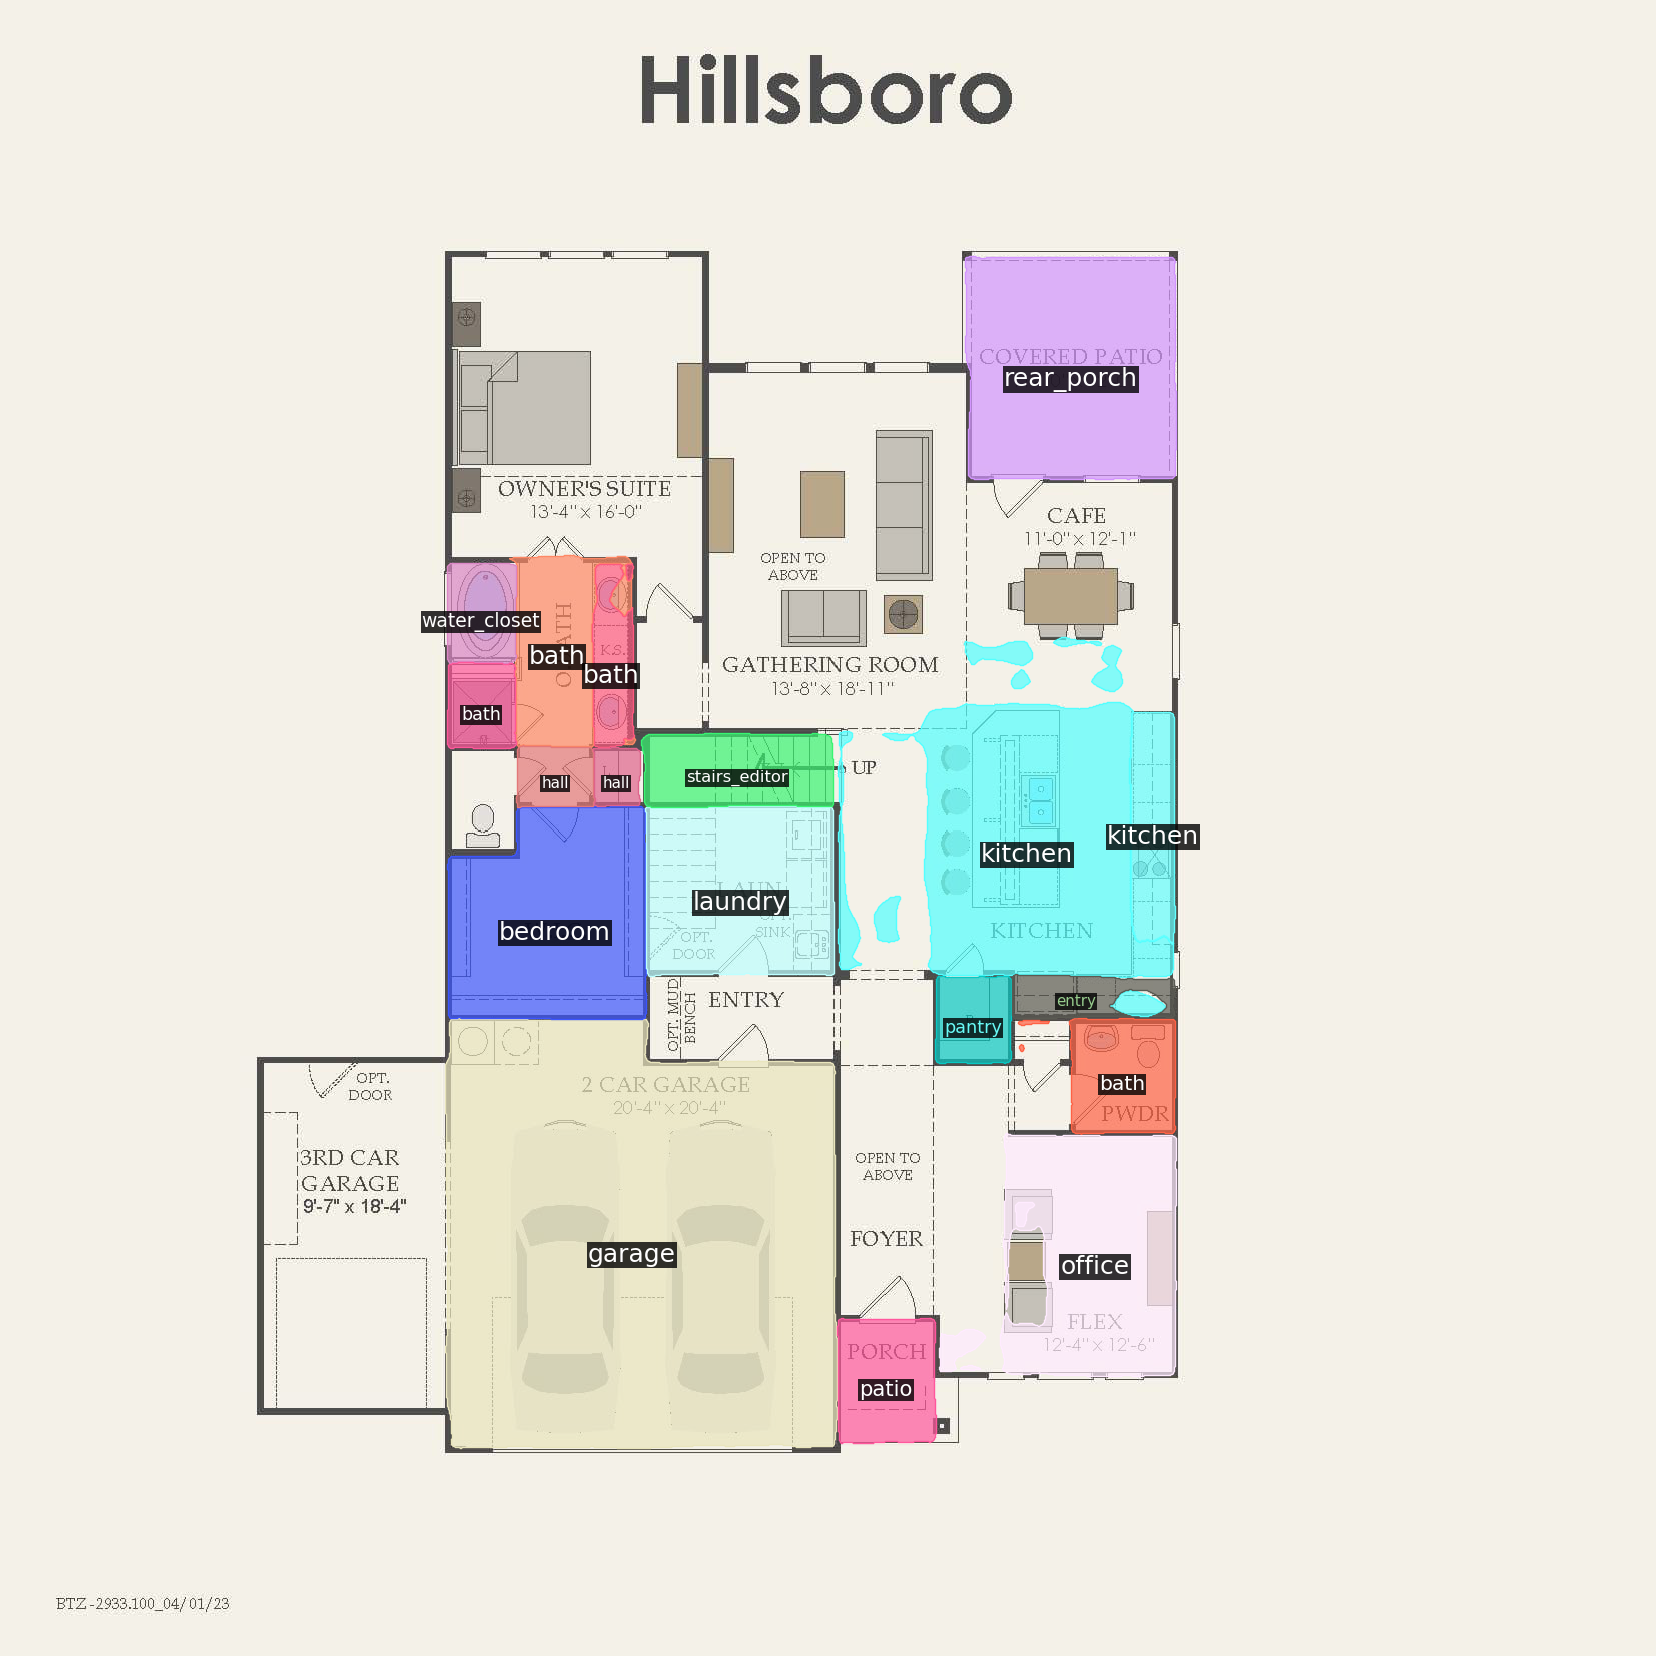 Hillsboro
COVERED PATIO
rear_porch
OWNER'S SUITE
13'-4" x 16'-0"
CAFE
11'-0" x 12'-1"
OPEN TO
ABOVE
water_closet
bath
BATH
K.S.
bath
GATHERING ROOM
13'-8" x 18'-11"
bath
hall
hall
stairs_editor
UP
kitchen
kitchen
laundry
LAUN
OPT.
SINK
OPT.
DOOR
bedroom
KITCHEN
OPT. MUD
BENCH
ENTRY
entry
pantry
OPT.
DOOR
2 CAR GARAGE
20'-4" x 20'-4"
bath
PWDR
3RD CAR
GARAGE
9'-7" x 18'-4"
OPEN TO
ABOVE
FOYER
garage
office
FLEX
12'-4" x 12'-6"
PORCH
patio
BTZ-2933.100_04/01/23